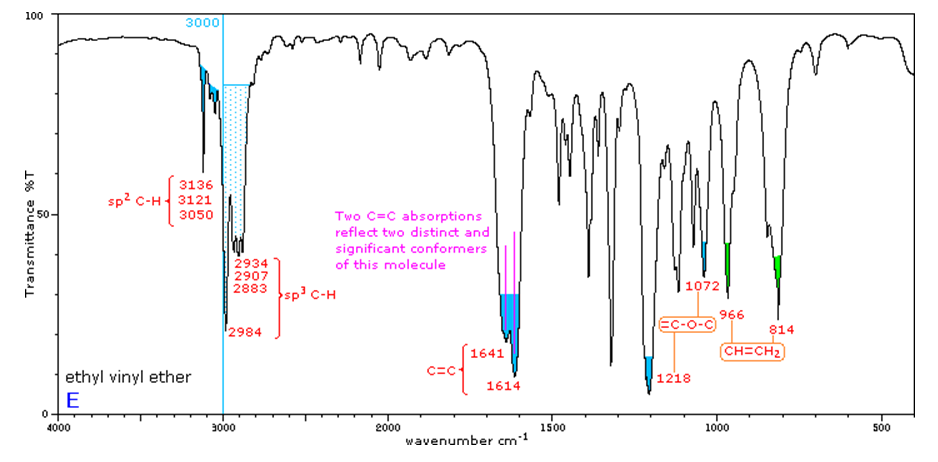 3000
100
50
0
Transmittance %T
sp2 C-H
3136
3121
3050
2934
2907
2883
sp3 C-H
2984
Two C=C absorptions
reflect two distinct and
significant conformers
of this molecule
C=C
1641
1614
1072
=C-O-C
1218
966
814
CH=CH2
ethyl vinyl ether
E
4000
3000
2000
1500
1000
500
wavenumber cm-1